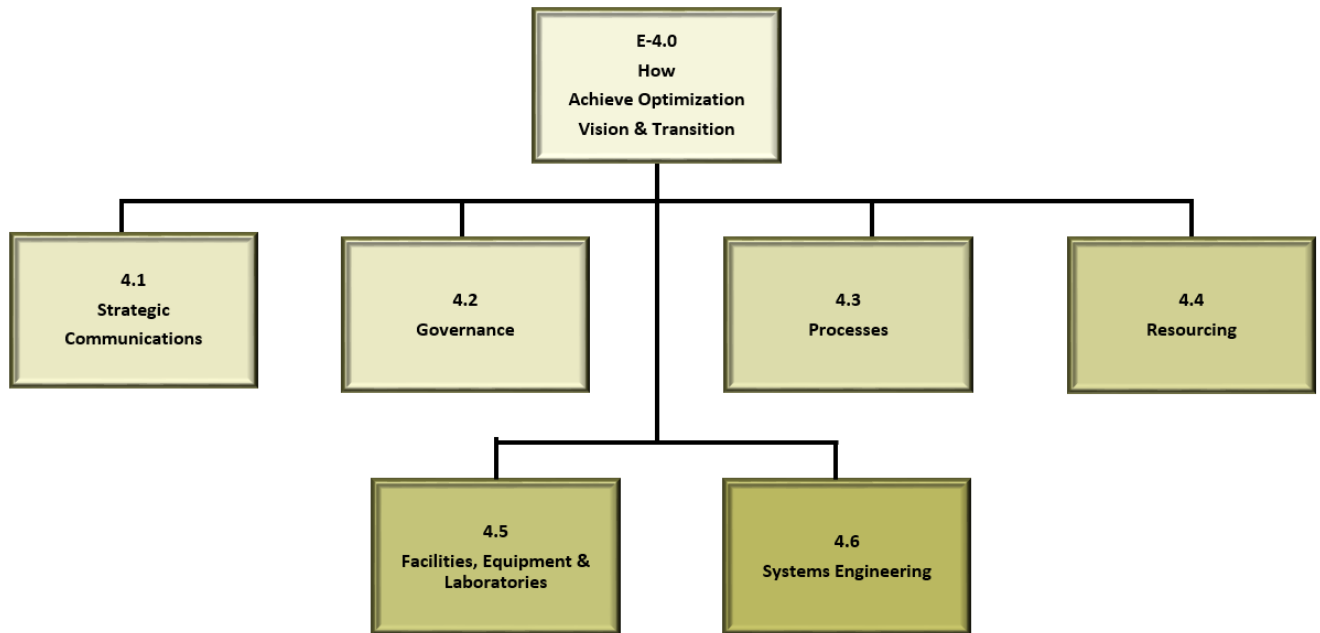 E-4.0
How
Achieve Optimization
Vision & Transition
4.1
Strategic
Communications
4.2
Governance
4.3
Processes
4.4
Resourcing
4.5
Facilities, Equipment &
Laboratories
4.6
Systems Engineering